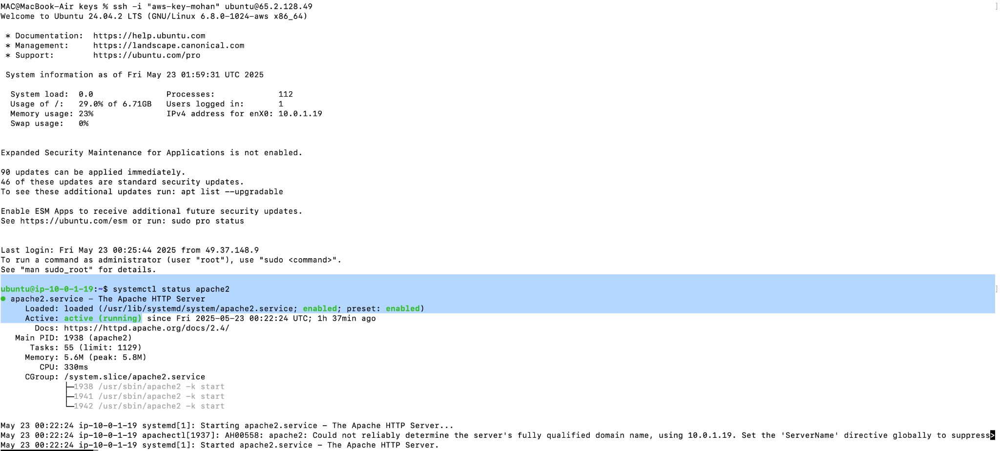 MAC@MacBook-Air keys % ssh -i "aws-key-mohan" ubuntu@65.2.128.49 ]
Welcome to Ubuntu 24.04.2 LTS (GNU/Linux 6.8.0-1024-aws x86_64)
* Documentation:  https://help.ubuntu.com
* Management:     https://landscape.canonical.com
* Support:        https://ubuntu.com/pro
System information as of Fri May 23 01:59:31 UTC 2025
System load:  0.0               Processes:             112
Usage of /:   29.0% of 6.71GB   Users logged in:       1
Memory usage: 23%               IPv4 address for enX0: 10.0.1.19
Swap usage:   0%
Expanded Security Maintenance for Applications is not enabled.
90 updates can be applied immediately.
46 of these updates are standard security updates.
To see these additional updates run: apt list --upgradable
Enable ESM Apps to receive additional future security updates.
See https://ubuntu.com/esm or run: sudo pro status
Last login: Fri May 23 00:25:44 2025 from 49.37.148.9
To run a command as administrator (user "root"), use "sudo <command>".
See "man sudo_root" for details.
ubuntu@ip-10-0-1-19:~$ systemctl status apache2 ]
● apache2.service - The Apache HTTP Server
Loaded: loaded (/usr/lib/systemd/system/apache2.service; enabled; preset: enabled)
Active: active (running) since Fri 2025-05-23 00:22:24 UTC; 1h 37min ago
Docs: https://httpd.apache.org/docs/2.4/
Main PID: 1938 (apache2)
Tasks: 55 (limit: 1129)
Memory: 5.6M (peak: 5.8M)
CPU: 330ms
CGroup: /system.slice/apache2.service
├─1938 /usr/sbin/apache2 -k start
├─1941 /usr/sbin/apache2 -k start
└─1942 /usr/sbin/apache2 -k start
May 23 00:22:24 ip-10-0-1-19 systemd[1]: Starting apache2.service - The Apache HTTP Server...
May 23 00:22:24 ip-10-0-1-19 apachectl[1937]: AH00558: apache2: Could not reliably determine the server's fully qualified domain name, using 10.0.1.19. Set the 'ServerName' directive globally to suppress>
May 23 00:22:24 ip-10-0-1-19 systemd[1]: Started apache2.service - The Apache HTTP Server.